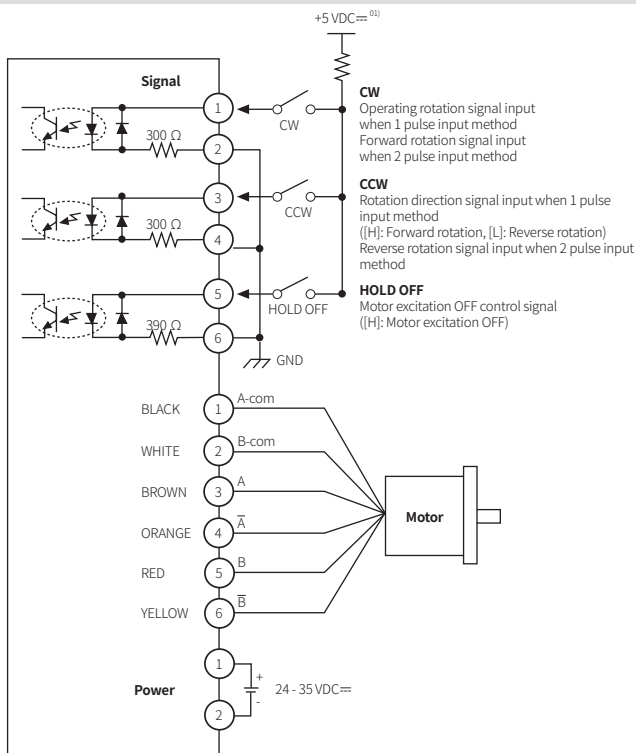 +5 VDC⎓ 01)
Signal
1
CW
300 Ω
2
3
CCW
300 Ω
4
5
HOLD OFF
390 Ω
6
GND
CW
Operating rotation signal input
when 1 pulse input method
Forward rotation signal input
when 2 pulse input method
CCW
Rotation direction signal input when 1 pulse
input method
([H]: Forward rotation, [L]: Reverse rotation)
Reverse rotation signal input when 2 pulse input
method
HOLD OFF
Motor excitation OFF control signal
([H]: Motor excitation OFF)
BLACK 1 A-com
WHITE 2 B-com
BROWN 3 A
ORANGE 4 A̅
RED 5 B
YELLOW 6 B̅
Motor
Power
1
+
24 - 35 VDC⎓
-
2